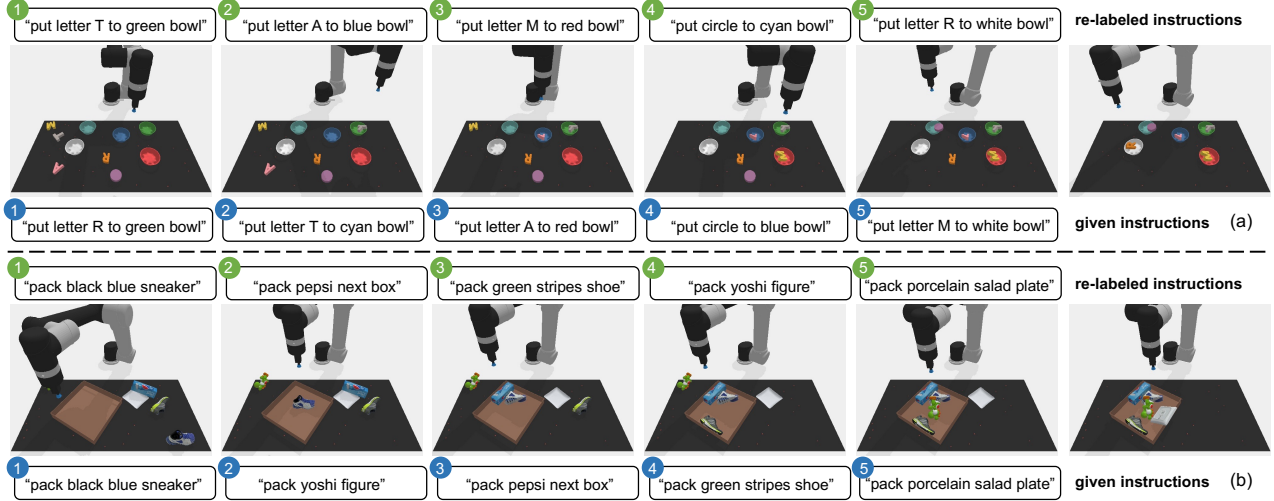 1 2 3 4 5
"put letter T to green bowl" "put letter A to blue bowl" "put letter M to red bowl" "put circle to cyan bowl" "put letter R to white bowl" re-labeled instructions
1 2 3 4 5
"put letter R to green bowl" "put letter T to cyan bowl" "put letter A to red bowl" "put circle to blue bowl" "put letter M to white bowl" given instructions (a)
1 2 3 4 5
"pack black blue sneaker" "pack pepsi next box" "pack green stripes shoe" "pack yoshi figure" "pack porcelain salad plate" re-labeled instructions
1 2 3 4 5
"pack black blue sneaker" "pack yoshi figure" "pack pepsi next box" "pack green stripes shoe" "pack porcelain salad plate" given instructions (b)